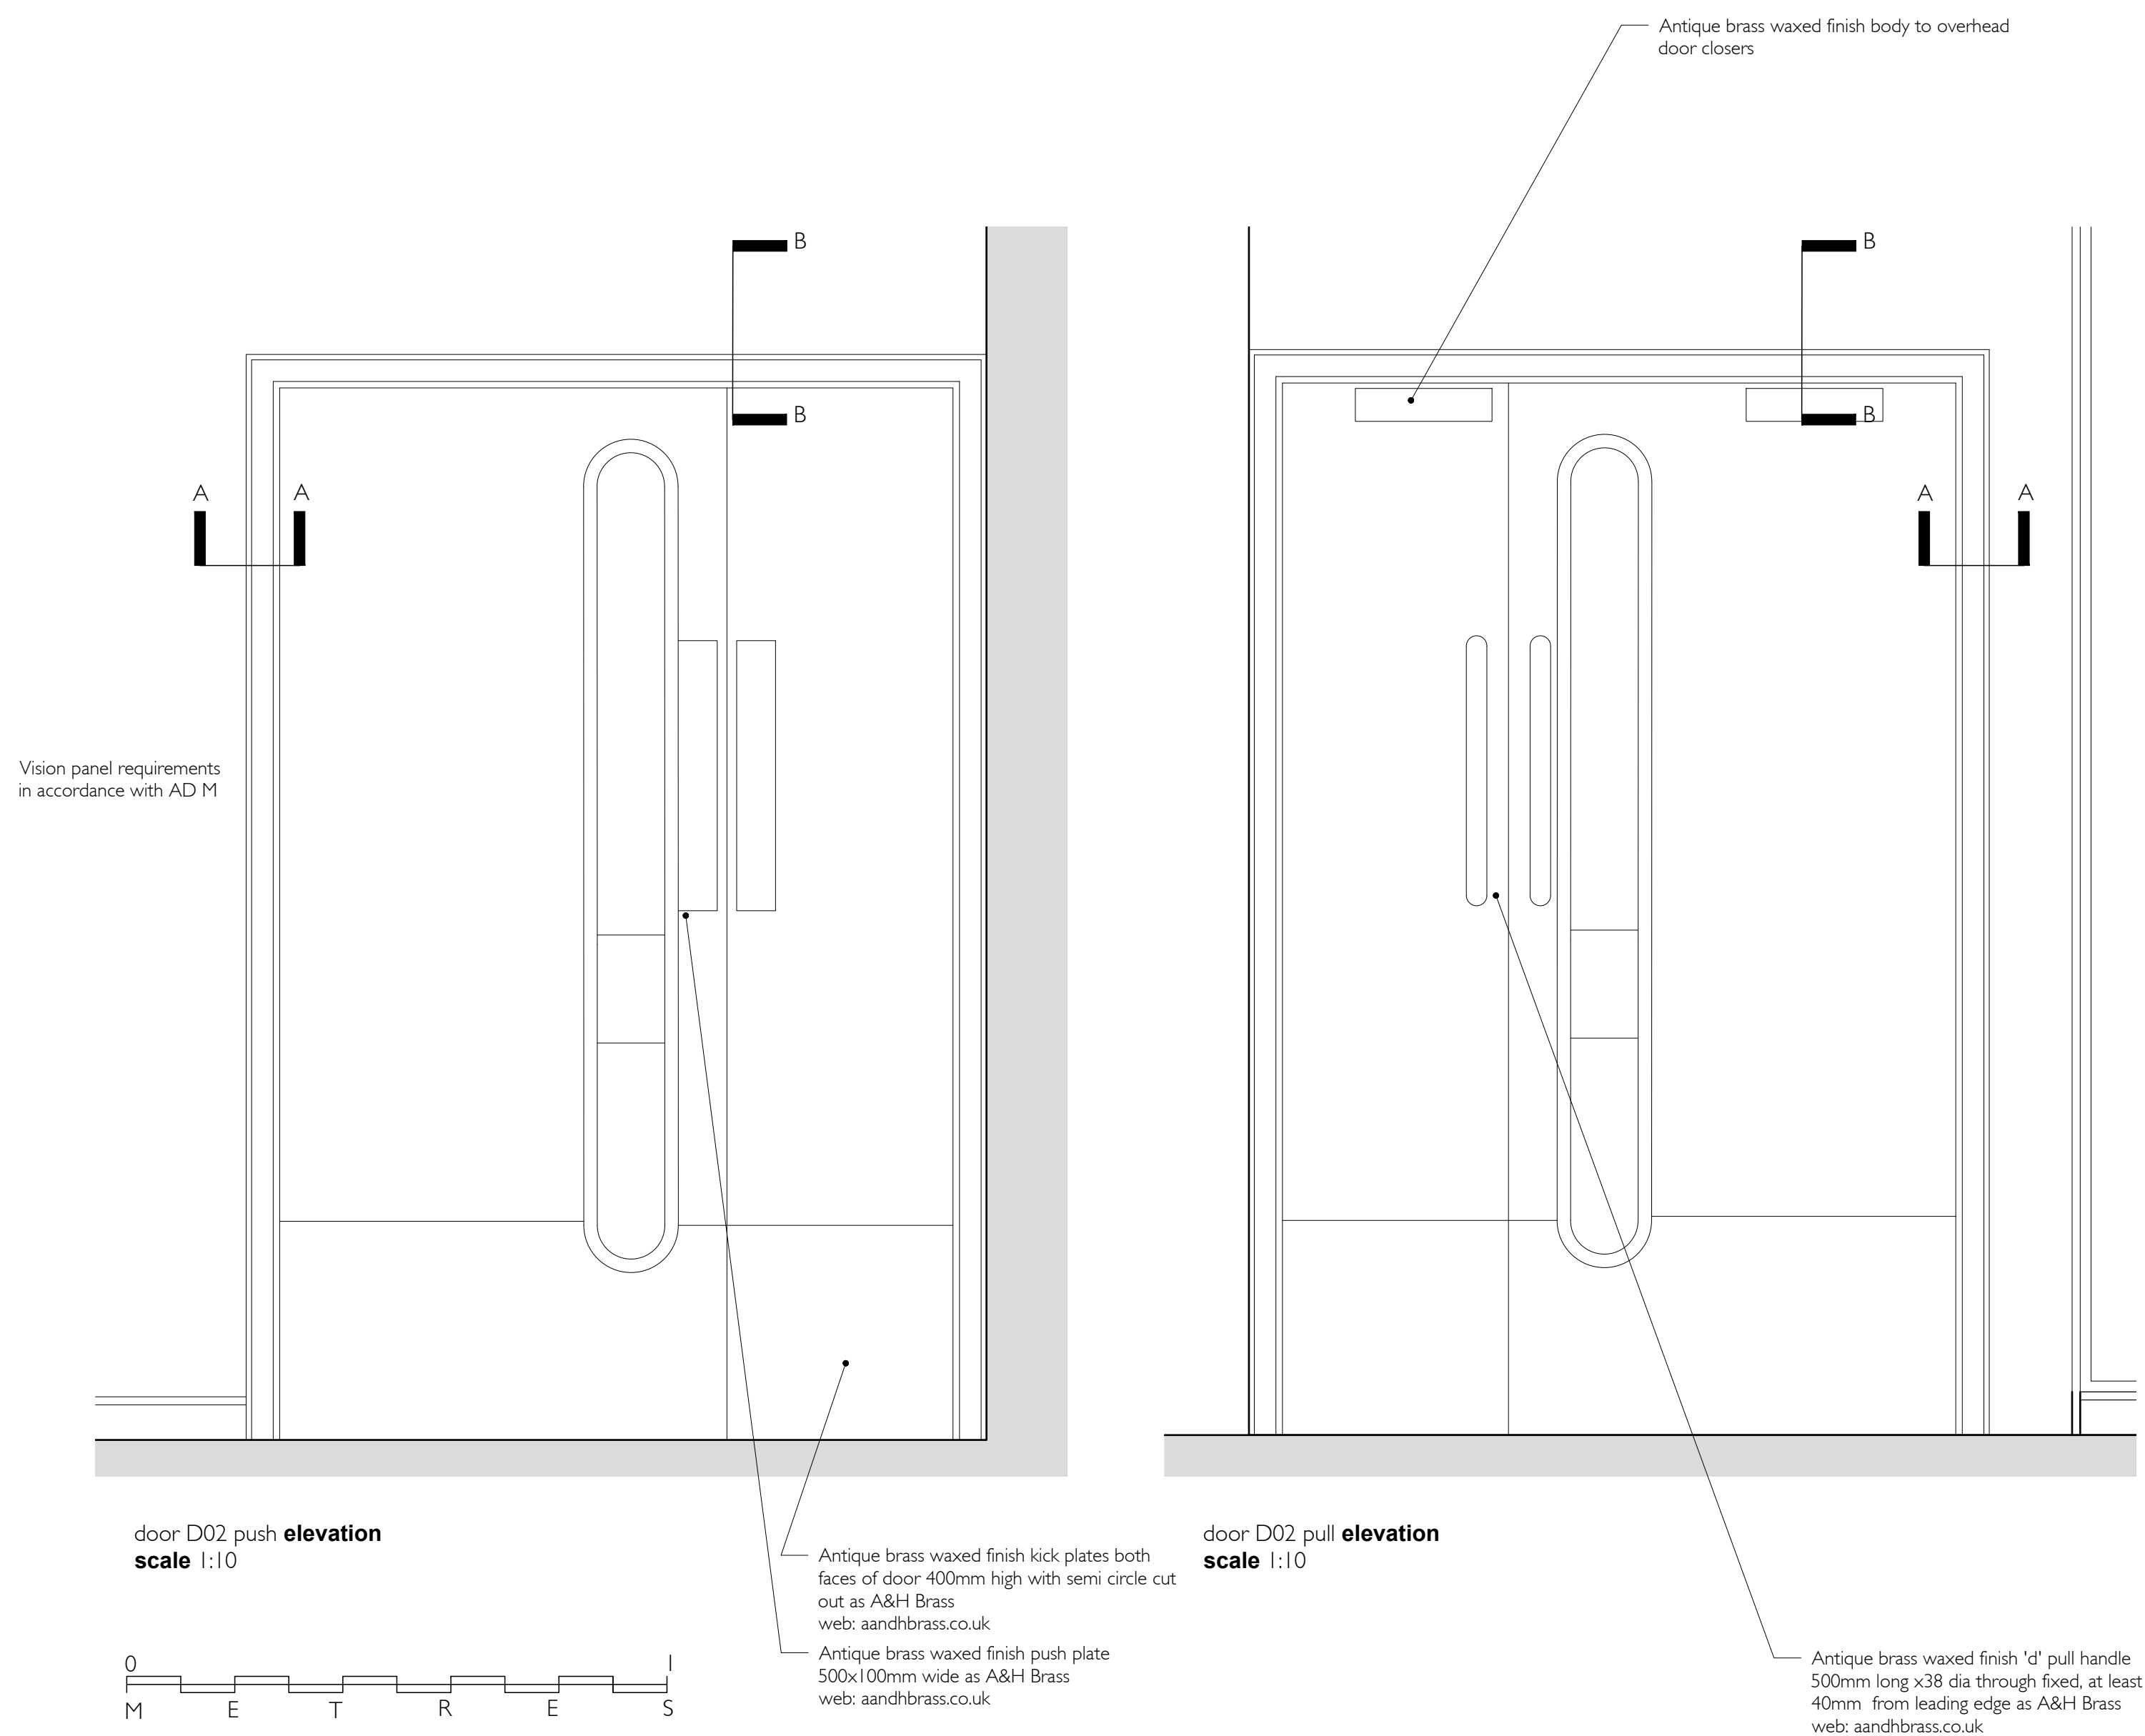 Antique brass waxed finish body to overhead
door closers
B
B
B
B
A
A
A
A
Vision panel requirements
in accordance with AD M
door D02 push elevation
scale 1:10
door D02 pull elevation
scale 1:10
Antique brass waxed finish kick plates both
faces of door 400mm high with semi circle cut
out as A&H Brass
web: aandhbrass.co.uk
Antique brass waxed finish push plate
500x100mm wide as A&H Brass
web: aandhbrass.co.uk
Antique brass waxed finish 'd' pull handle
500mm long x38 dia through fixed, at least
40mm from leading edge as A&H Brass
web: aandhbrass.co.uk
0 1
M E T R E S